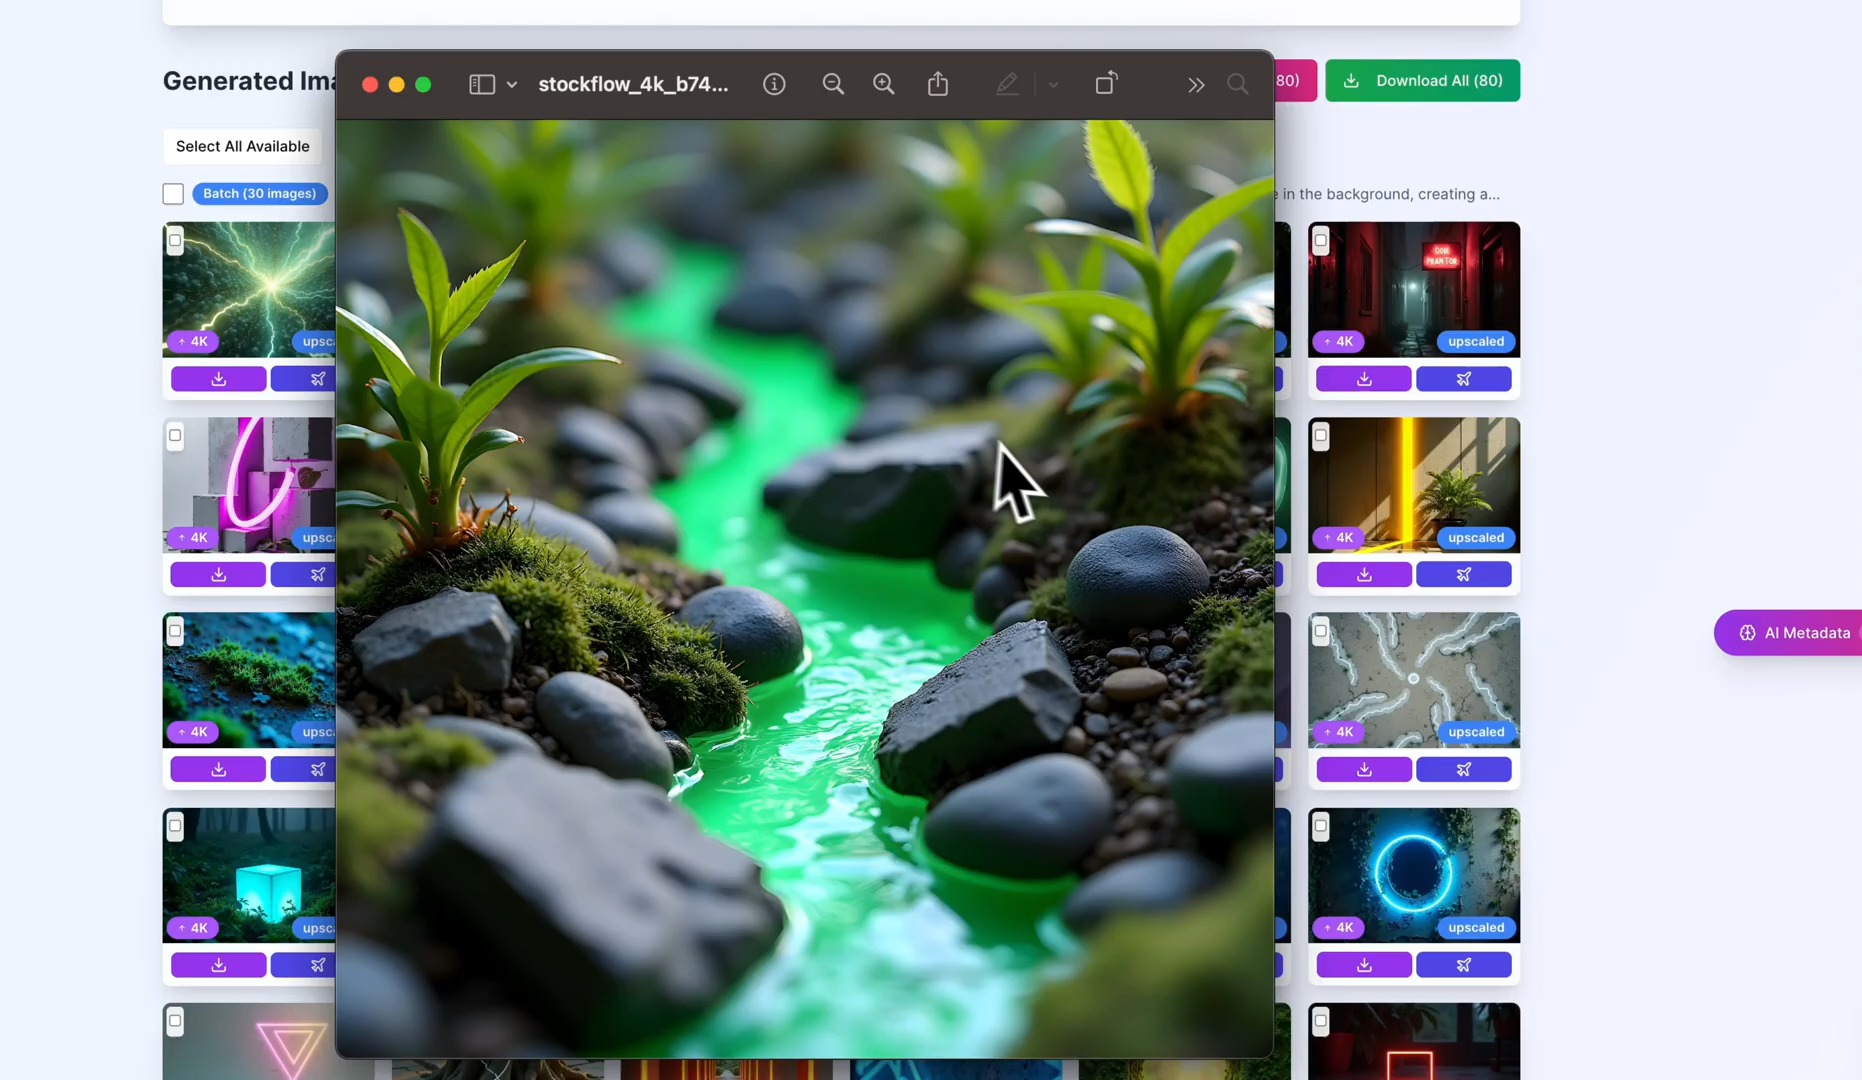 Generated Ima
stockflow_4k_b74...
80)
Download All (80)
Select All Available
Batch (30 images)
e in the background, creating a...
↑ 4K
upsca
↑ 4K
upscaled
↑ 4K
upsca
↑ 4K
upscaled
AI Metadata
↑ 4K
upsca
↑ 4K
upscaled
↑ 4K
upsca
↑ 4K
upscaled